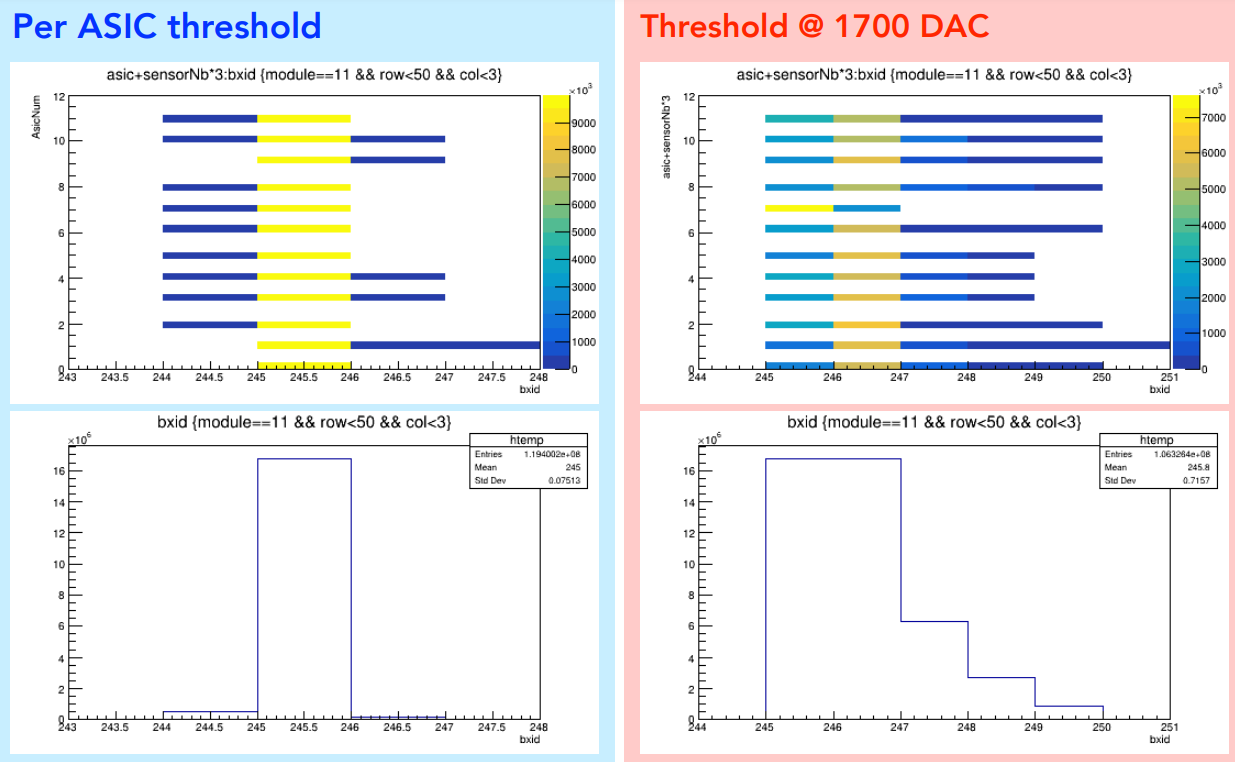 Per ASIC threshold
asic+sensorNb*3:bxid {module==11 && row<50 && col<3}
AsicNum
12
10
8
6
4
2
0
243 243.5 244 244.5 245 245.5 246 246.5 247 247.5 248
bxid
×10³
9000
8000
7000
6000
5000
4000
3000
2000
1000
0
bxid {module==11 && row<50 && col<3}
×10⁶
htemp
Entries 1.194002e+08
Mean 245
Std Dev 0.07513
16
14
12
10
8
6
4
2
0
243 243.5 244 244.5 245 245.5 246 246.5 247 247.5 248
bxid
Threshold @ 1700 DAC
asic+sensorNb*3:bxid {module==11 && row<50 && col<3}
asic+sensorNb*3
12
10
8
6
4
2
0
244 245 246 247 248 249 250 251
bxid
×10³
7000
6000
5000
4000
3000
2000
1000
0
bxid {module==11 && row<50 && col<3}
×10⁶
htemp
Entries 1.063264e+08
Mean 245.8
Std Dev 0.7157
16
14
12
10
8
6
4
2
0
244 245 246 247 248 249 250 251
bxid